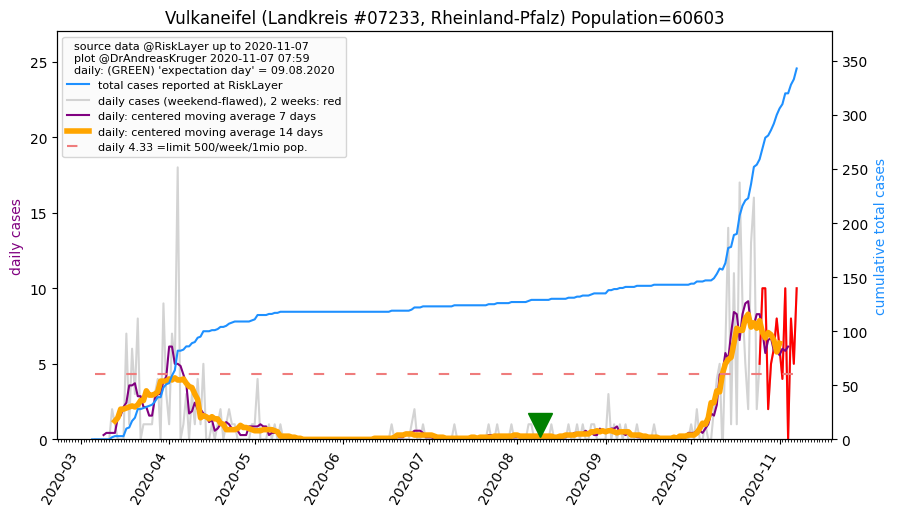 Vulkaneifel (Landkreis #07233, Rheinland-Pfalz) Population=60603
source data @RiskLayer up to 2020-11-07
plot @DrAndreasKruger 2020-11-07 07:59
daily: (GREEN) 'expectation day' = 09.08.2020
total cases reported at RiskLayer
daily cases (weekend-flawed), 2 weeks: red
daily: centered moving average 7 days
daily: centered moving average 14 days
daily 4.33 =limit 500/week/1mio pop.
daily cases
25
20
15
10
5
0
cumulative total cases
350
300
250
200
150
100
50
0
2020-03
2020-04
2020-05
2020-06
2020-07
2020-08
2020-09
2020-10
2020-11